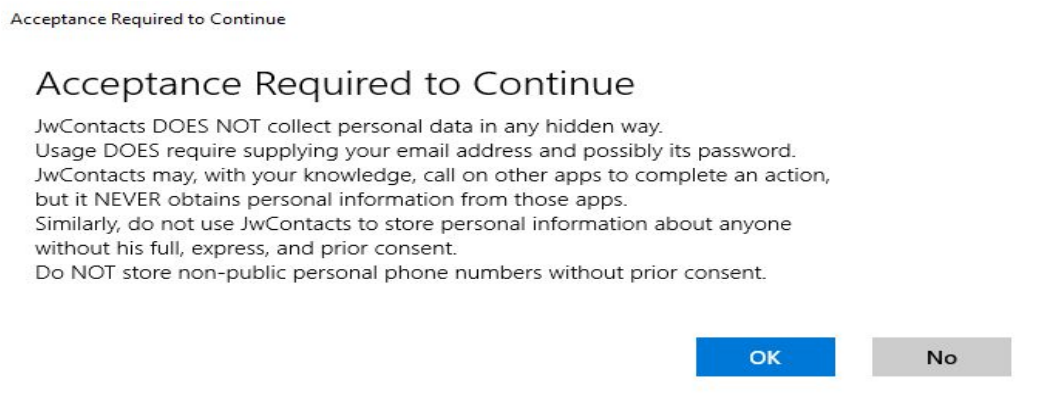 Acceptance Required to Continue
Acceptance Required to Continue
JwContacts DOES NOT collect personal data in any hidden way.
Usage DOES require supplying your email address and possibly its password.
JwContacts may, with your knowledge, call on other apps to complete an action,
but it NEVER obtains personal information from those apps.
Similarly, do not use JwContacts to store personal information about anyone
without his full, express, and prior consent.
Do NOT store non-public personal phone numbers without prior consent.
OK No